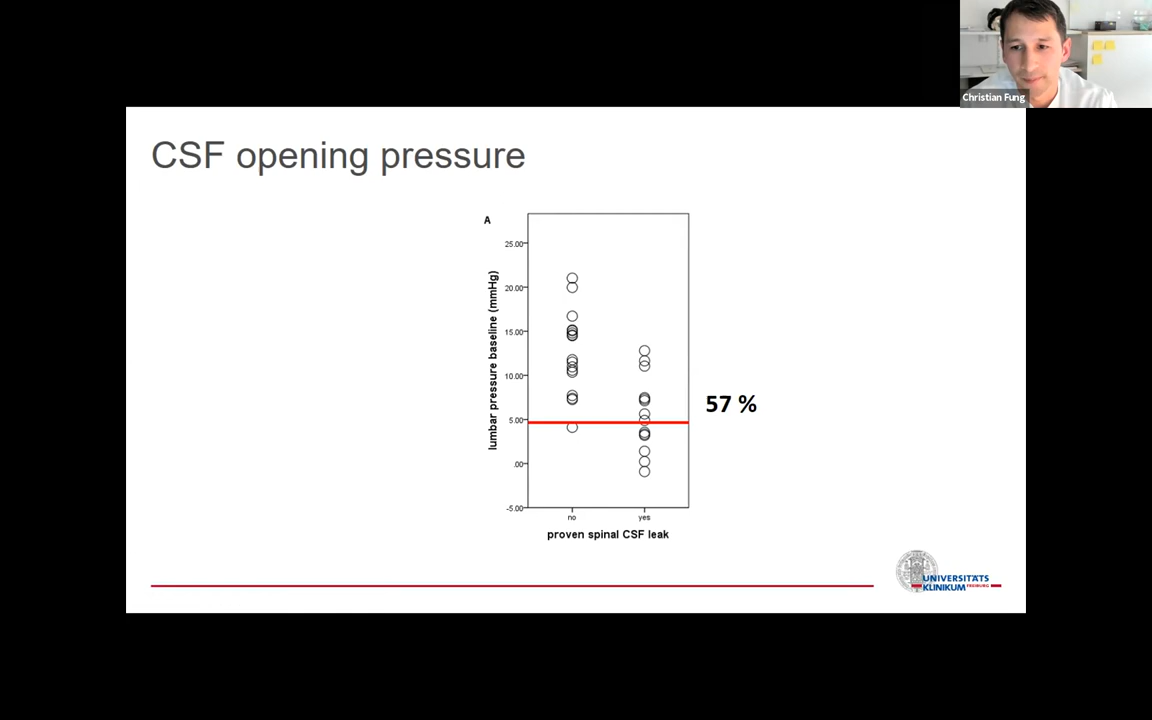 Christian Fung
CSF opening pressure
A
lumbar pressure baseline (mmHg)
25.00
20.00
15.00
10.00
5.00
.00
-5.00
57 %
no
yes
proven spinal CSF leak
UNIVERSITÄTS
KLINIKUM FREIBURG